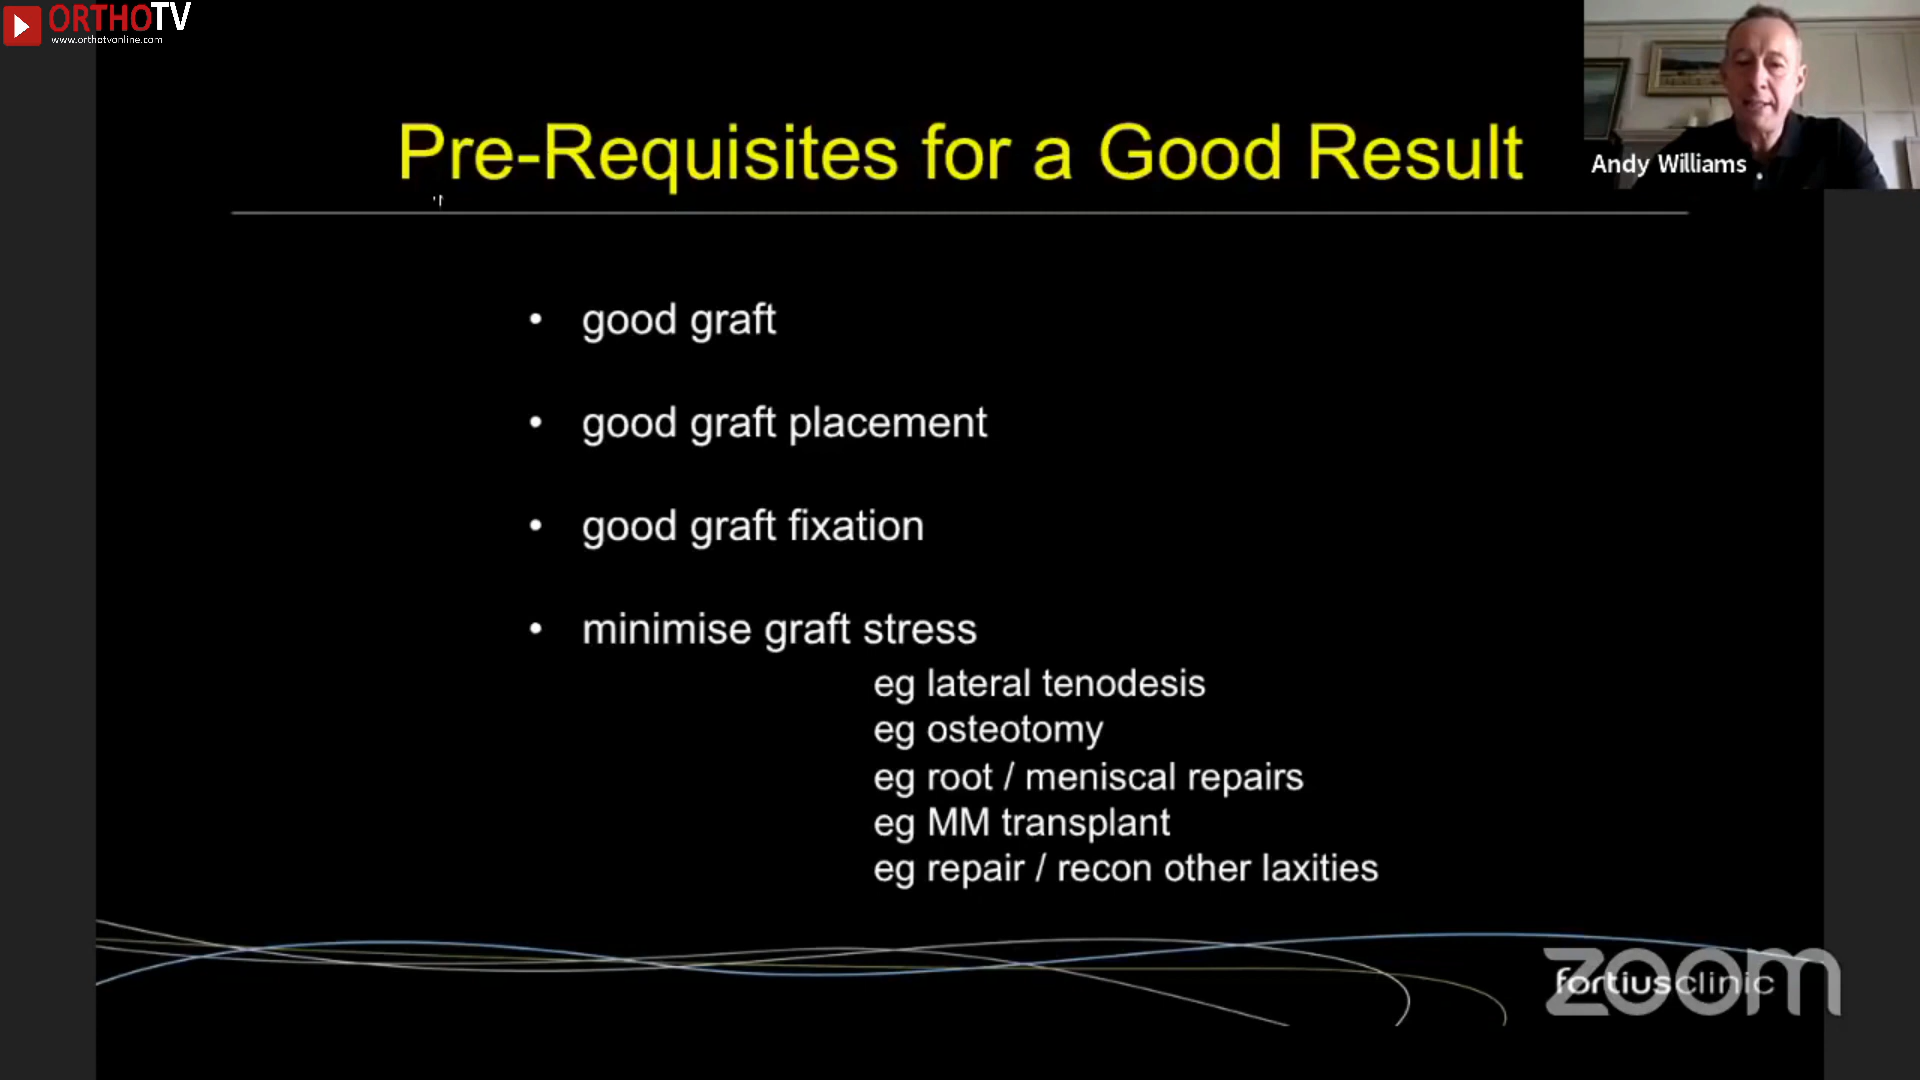 ORTHOTV
www.orthotvonline.com
Pre-Requisites for a Good Result
Andy Williams
• good graft
• good graft placement
• good graft fixation
• minimise graft stress
eg lateral tenodesis
eg osteotomy
eg root / meniscal repairs
eg MM transplant
eg repair / recon other laxities
fortiusclinic
zoom